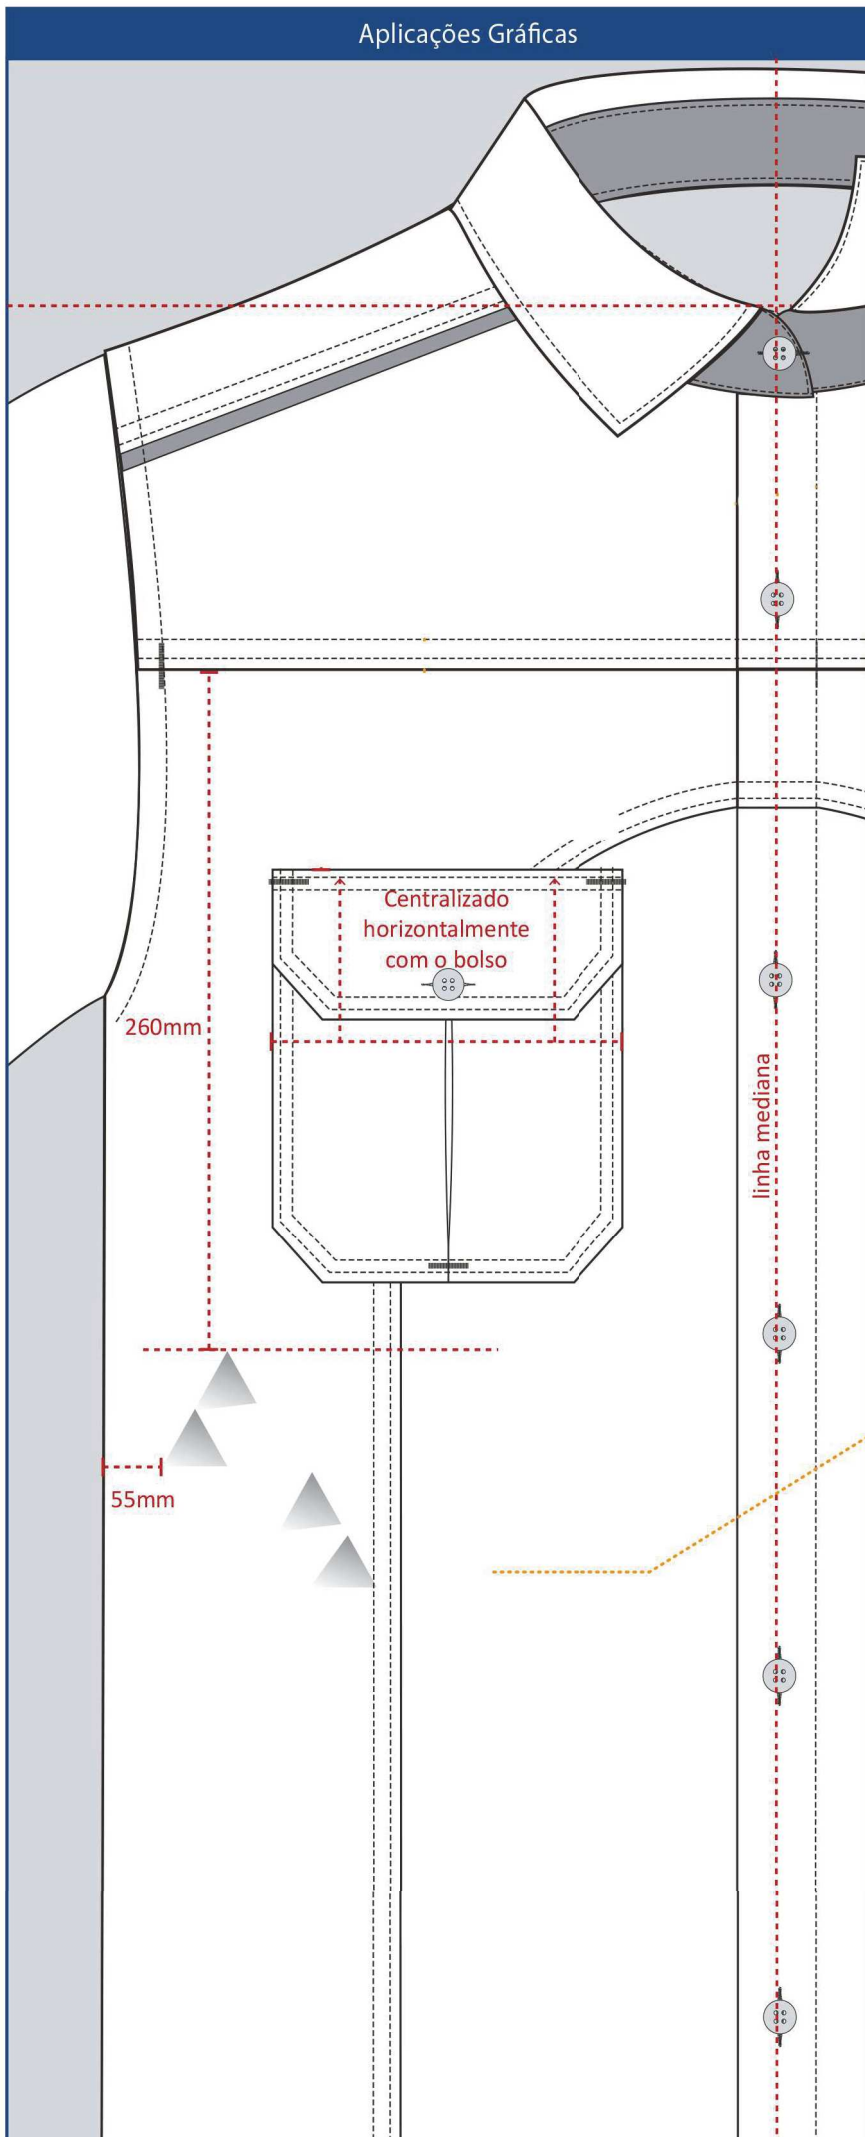 Aplicações Gráficas
Centralizado
horizontalmente
com o bolso
260mm
linha mediana
55mm